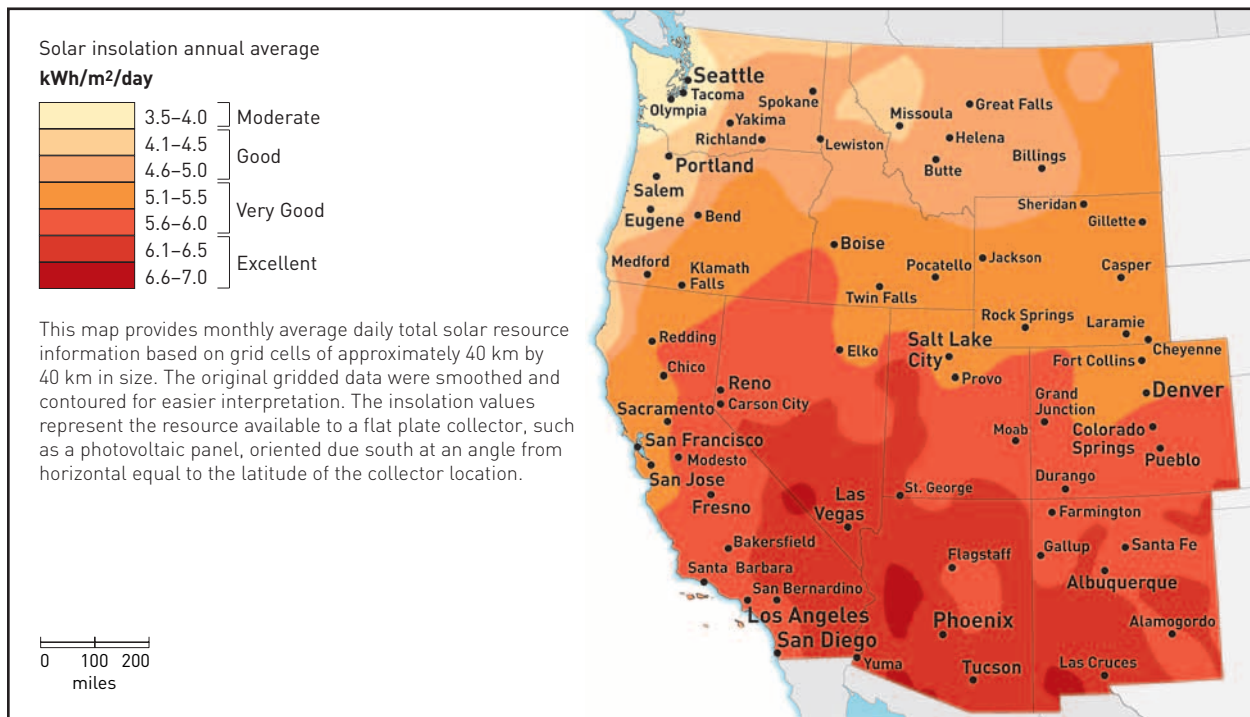 Solar insolation annual average
kWh/m²/day
3.5–4.0 Moderate
4.1–4.5
Good
4.6–5.0
5.1–5.5
Very Good
5.6–6.0
6.1–6.5
Excellent
6.6–7.0
This map provides monthly average daily total solar resource
information based on grid cells of approximately 40 km by
40 km in size. The original gridded data were smoothed and
contoured for easier interpretation. The insolation values
represent the resource available to a flat plate collector, such
as a photovoltaic panel, oriented due south at an angle from
horizontal equal to the latitude of the collector location.
0 100 200
miles
Seattle
Tacoma
Olympia
Spokane
Yakima
Richland
Lewiston
Missoula
Great Falls
Helena
Butte
Billings
Portland
Salem
Eugene
Bend
Medford
Klamath
Falls
Boise
Pocatello
Twin Falls
Sheridan
Gillette
Jackson
Casper
Rock Springs
Laramie
Cheyenne
Redding
Chico
Elko
Salt Lake
City
Provo
Fort Collins
Denver
Reno
Carson City
Sacramento
San Francisco
Modesto
San Jose
Fresno
Grand
Junction
Moab
Colorado
Springs
Pueblo
Las
Vegas
St. George
Durango
Farmington
Bakersfield
Santa Barbara
San Bernardino
Los Angeles
San Diego
Flagstaff
Gallup
Santa Fe
Albuquerque
Phoenix
Yuma
Tucson
Alamogordo
Las Cruces